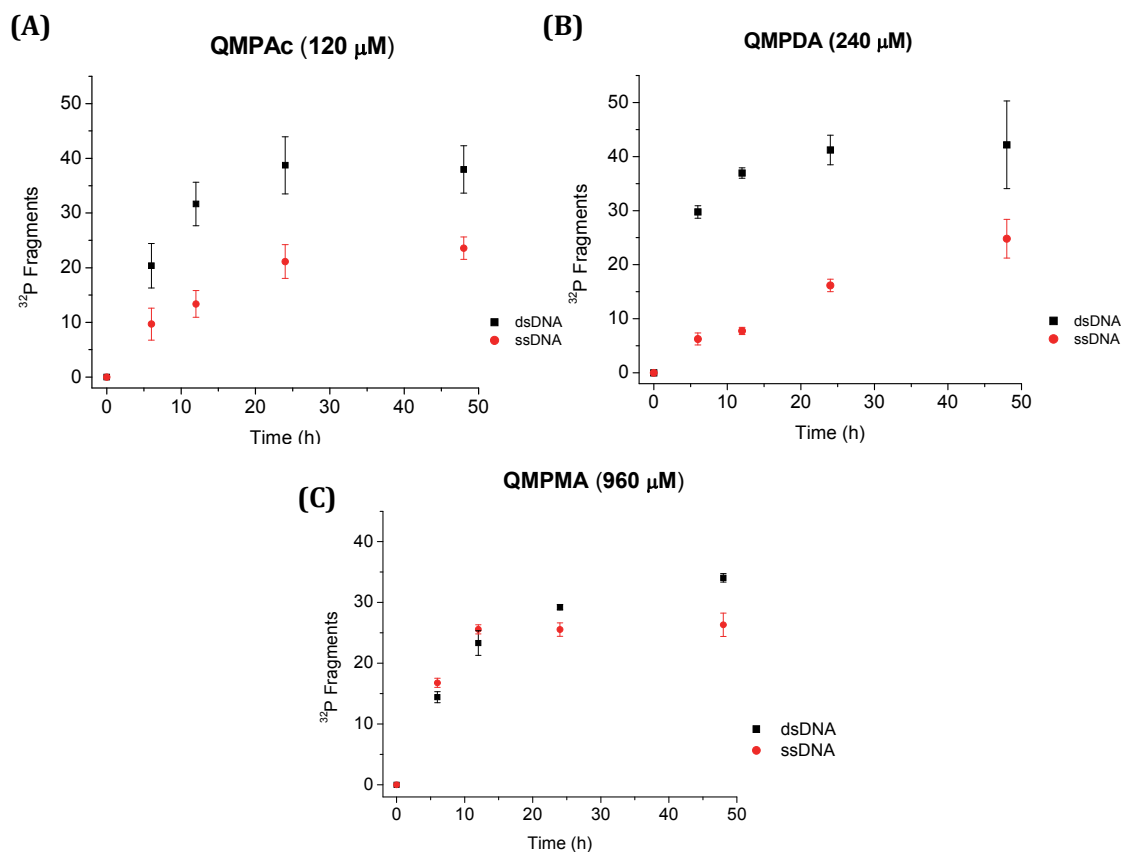 (A)
QMPAc (120 μM)
50
40
30
20
10
0
³²P Fragments
dsDNA
ssDNA
0 10 20 30 40 50
Time (h)
(B)
QMPDA (240 μM)
50
40
30
20
10
0
³²P Fragments
dsDNA
ssDNA
0 10 20 30 40 50
Time (h)
(C)
QMPMA (960 μM)
40
30
20
10
0
³²P Fragments
dsDNA
ssDNA
0 10 20 30 40 50
Time (h)